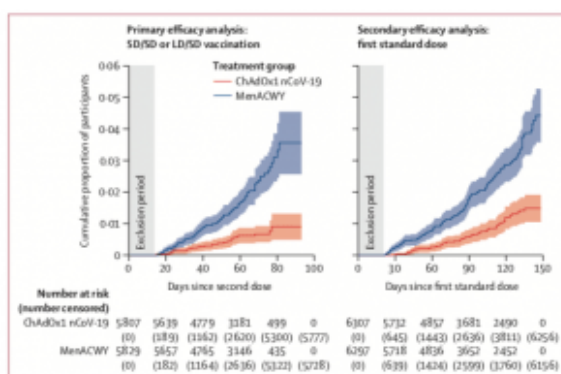 Primary efficacy analysis:
SD/SD or LD/SD vaccination
Secondary efficacy analysis:
first standard dose
Treatment group
ChAdOx1 nCoV-19
MenACWY
Cumulative proportion of participants
0·06
0·05
0·04
0·03
0·02
0·01
0
Exclusion period
Exclusion period
0 20 40 60 80 100
0 30 60 90 120 150
Days since second dose
Days since first standard dose
Number at risk
(number censored)
ChAdOx1 nCoV-19 5807 5639 4779 3181 499 0 6307 5732 4857 3681 2490 0
(0) (189) (1162) (2620) (5300) (5777) (0) (645) (1443) (2636) (3811) (6256)
MenACWY 5829 5657 4765 3146 435 0 6297 5718 4836 3652 2452 0
(0) (182) (1164) (2636) (5322) (5728) (0) (639) (1424) (2599) (3760) (6156)